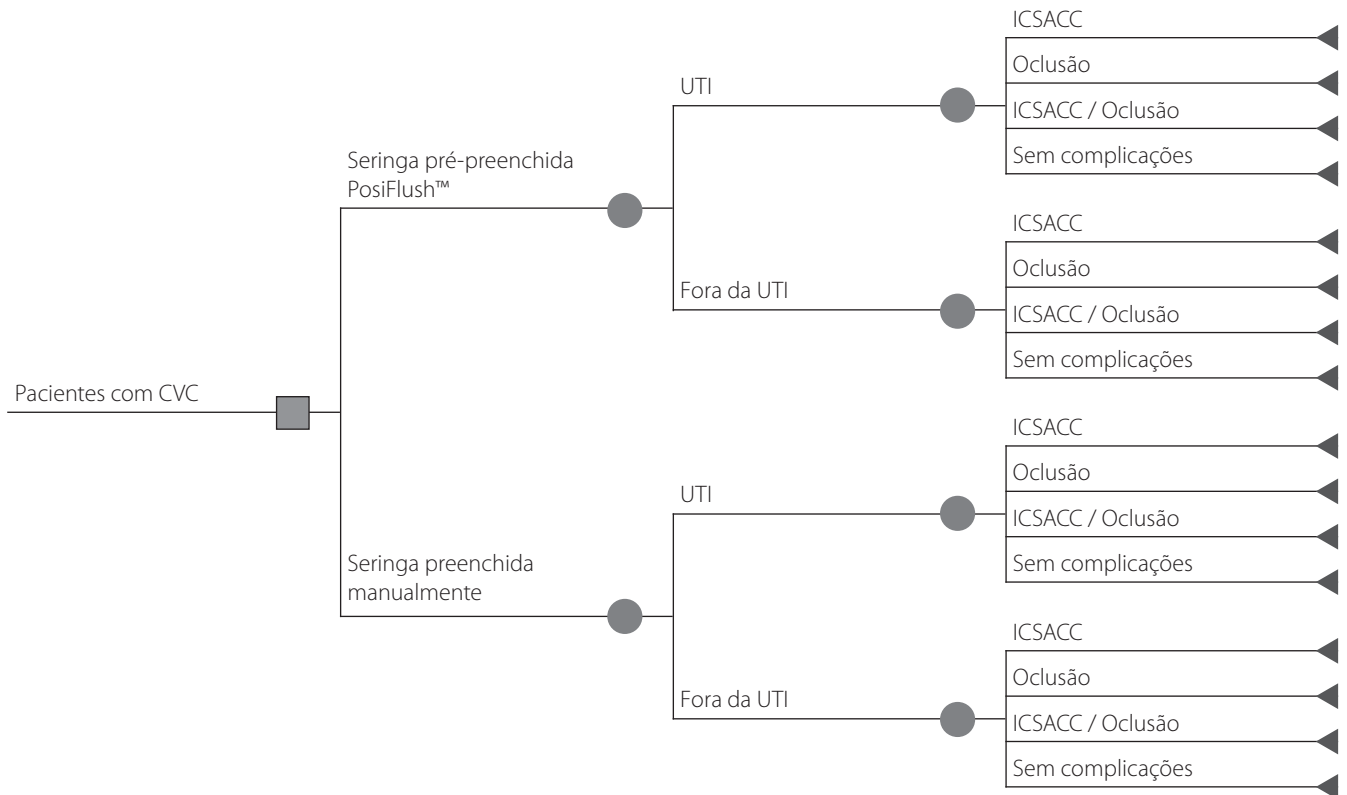 Pacientes com CVC
Seringa pré-preenchida
PosiFlush™
UTI
ICSACC
Oclusão
ICSACC / Oclusão
Sem complicações
Fora da UTI
ICSACC
Oclusão
ICSACC / Oclusão
Sem complicações
Seringa preenchida
manualmente
UTI
ICSACC
Oclusão
ICSACC / Oclusão
Sem complicações
Fora da UTI
ICSACC
Oclusão
ICSACC / Oclusão
Sem complicações